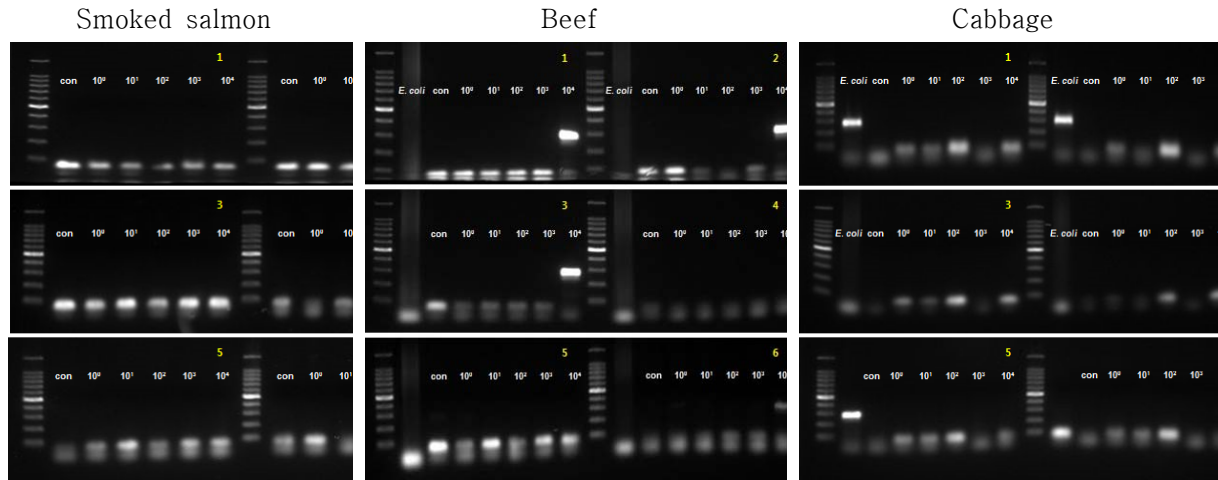 Smoked salmon
Beef
Cabbage
1
con 10⁰ 10¹ 10² 10³ 10⁴ con 10⁰ 10
1 2
E. coli con 10⁰ 10¹ 10² 10³ 10⁴ E. coli con 10⁰ 10¹ 10² 10³ 10⁴
1
E. coli con 10⁰ 10¹ 10² 10³ 10⁴ E. coli con 10⁰ 10¹ 10² 10³
3
con 10⁰ 10¹ 10² 10³ 10⁴ con 10⁰ 10
3 4
E. coli con 10⁰ 10¹ 10² 10³ 10⁴ E. coli con 10⁰ 10¹ 10² 10³ 10
3
E. coli con 10⁰ 10¹ 10² 10³ 10⁴ E. coli con 10⁰ 10¹ 10² 10³
5
con 10⁰ 10¹ 10² 10³ 10⁴ con 10⁰ 10¹
5 6
con 10⁰ 10¹ 10² 10³ 10⁴ con 10⁰ 10¹ 10² 10³ 10
5
con 10⁰ 10¹ 10² 10³ 10⁴ con 10⁰ 10¹ 10² 10³